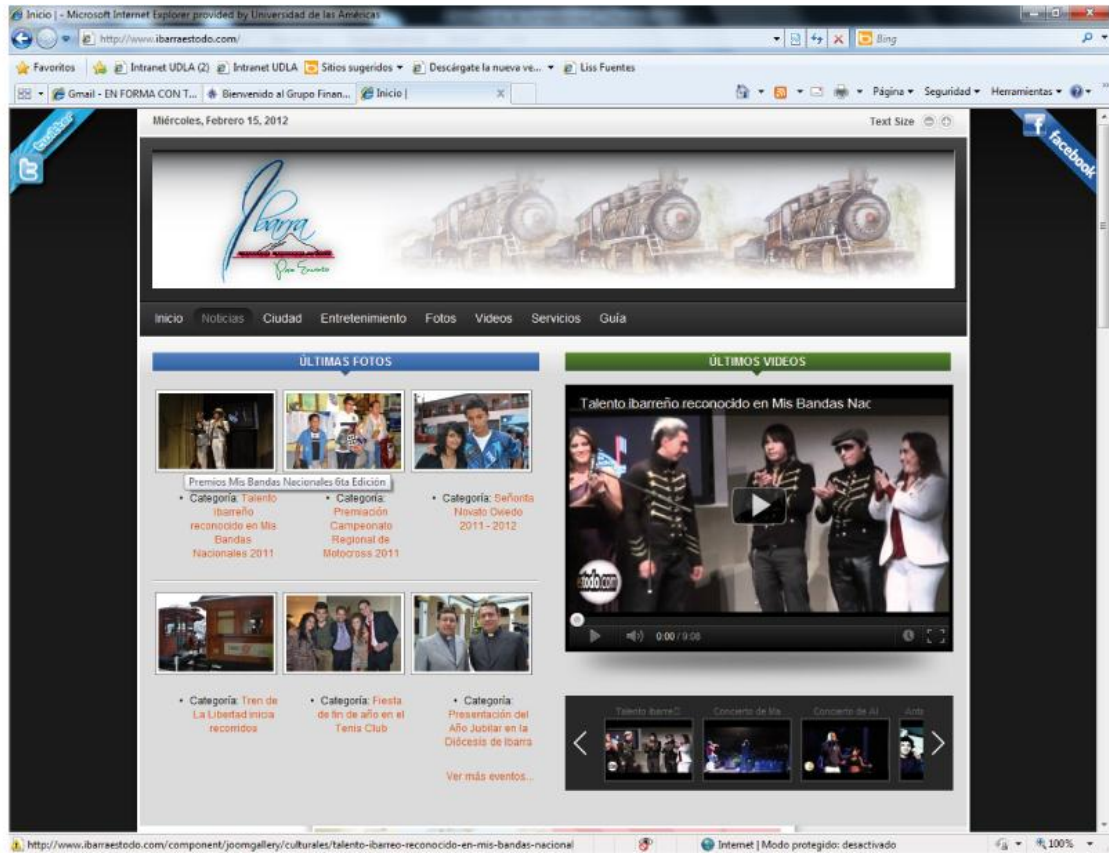 Inicio | - Microsoft Internet Explorer provided by Universidad de las Américas
http://www.ibarraestodo.com/
Bing
Favoritos
Intranet UDLA (2)
Intranet UDLA
Sitios sugeridos
Descárgate la nueva ve...
Liss Fuentes
Gmail - EN FORMA CON T...
Bienvenido al Grupo Finan...
Inicio |
Página
Seguridad
Herramientas
twitter
Miércoles, Febrero 15, 2012
Text Size
facebook
Ibarra
Inicio Noticias Ciudad Entretenimiento Fotos Videos Servicios Guía
ÚLTIMAS FOTOS
Premios Mis Bandas Nacionales 6ta Edición
• Categoría: Talento
ibarreño
reconocido en Mis
Bandas
Nacionales 2011
• Categoría:
Premiación
Campeonato
Regional de
Motocross 2011
• Categoría: Señorita
Novato Oviedo
2011 - 2012
• Categoría: Tren de
La Libertad inicia
recorridos
• Categoría: Fiesta
de fin de año en el
Tenis Club
• Categoría:
Presentación del
Año Jubilar en la
Diócesis de Ibarra
Ver más eventos...
ÚLTIMOS VIDEOS
Talento ibarreño reconocido en Mis Bandas Nac
estodo.com
0:00 / 9:08
Concierto de Ma
Concierto de Al
http://www.ibarraestodo.com/component/joomgallery/culturales/talento-ibarreo-reconocido-en-mis-bandas-nacional
Internet | Modo protegido: desactivado
100%